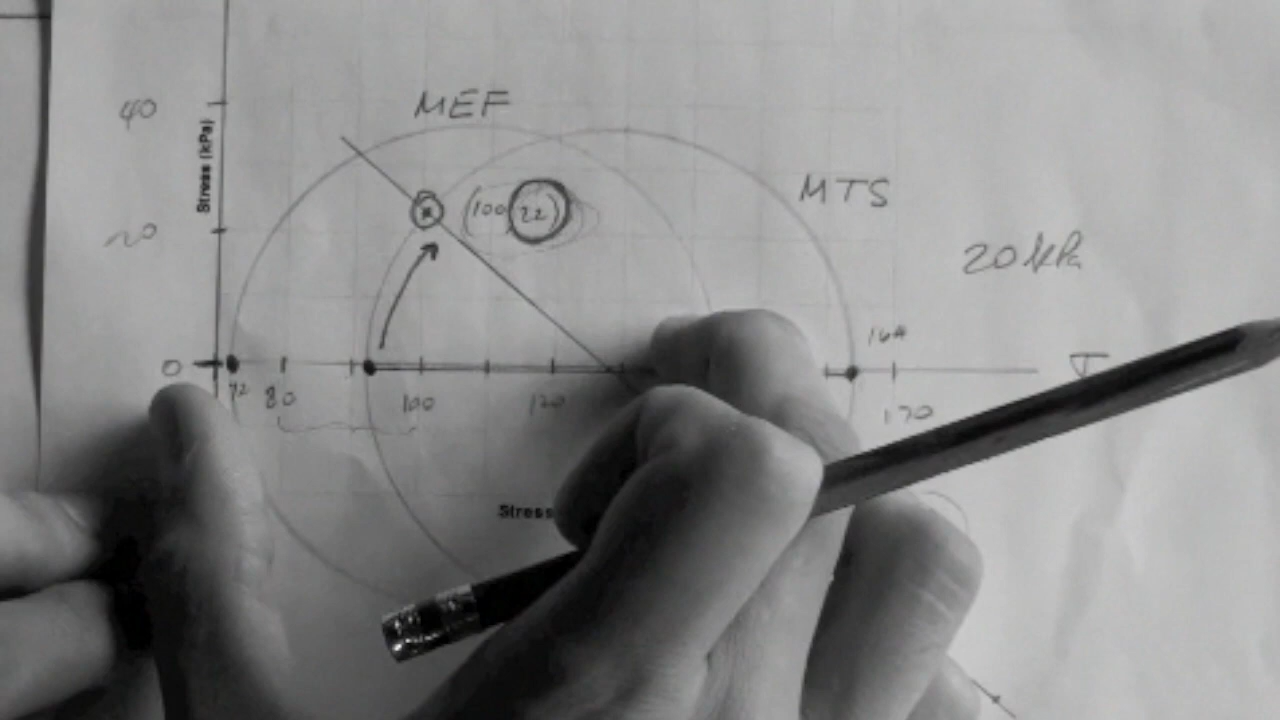 40
MEF
Stress (kPa)
MTS
(100, 22)
20
20 kPa
164
0
72
80
100
120
170
Stress